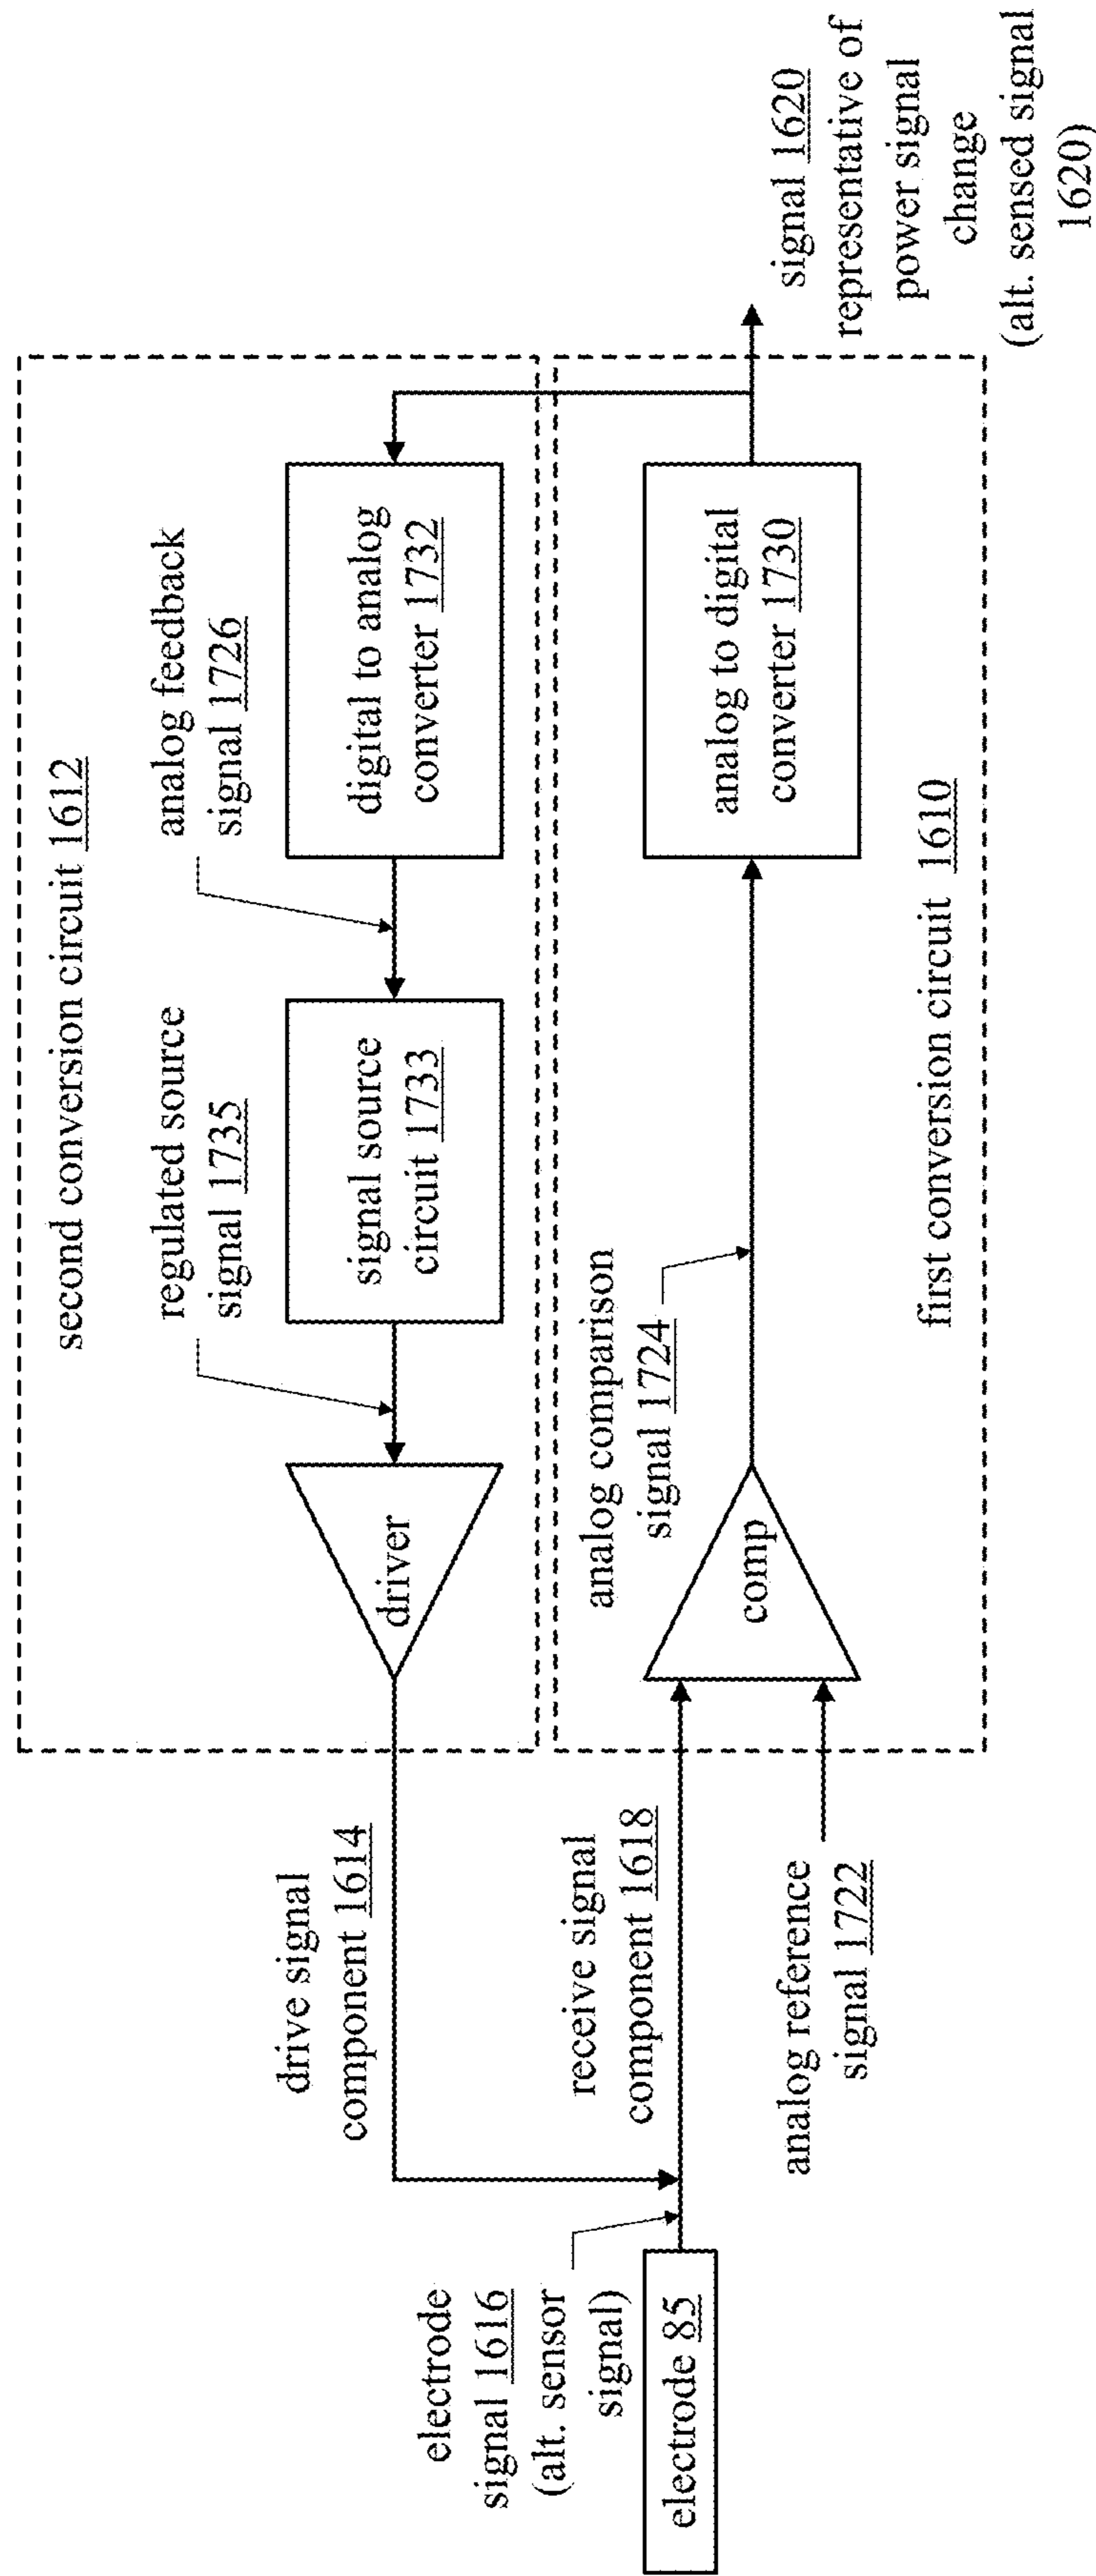 second conversion circuit 1612
regulated source
signal 1735
analog feedback
signal 1726
driver
signal source
circuit 1733
digital to analog
converter 1732
drive signal
component 1614
electrode
signal 1616
(alt. sensor
signal)
electrode 85
receive signal
component 1618
analog reference
signal 1722
comp
analog comparison
signal 1724
analog to digital
converter 1730
first conversion circuit 1610
signal 1620
representative of
power signal
change
(alt. sensed signal
1620)